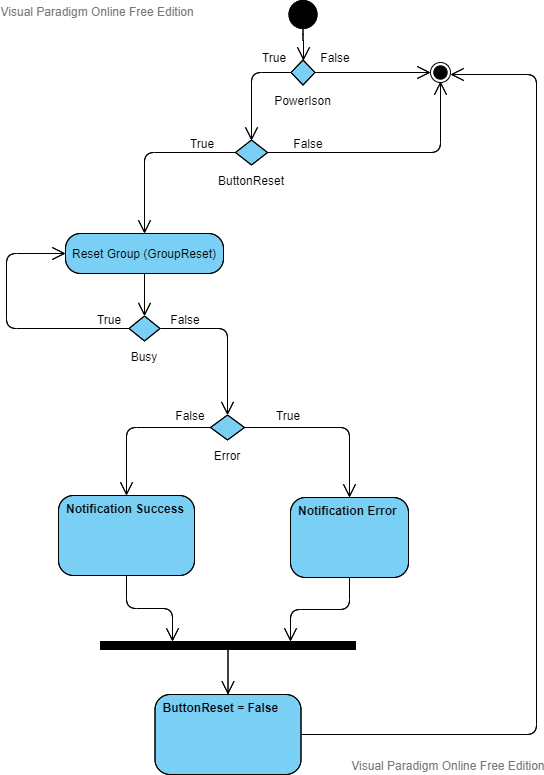 Visual Paradigm Online Free Edition
True
False
PowerIson
True
False
ButtonReset
Reset Group (GroupReset)
True
False
Busy
False
True
Error
Notification Success
Notification Error
ButtonReset = False
Visual Paradigm Online Free Edition